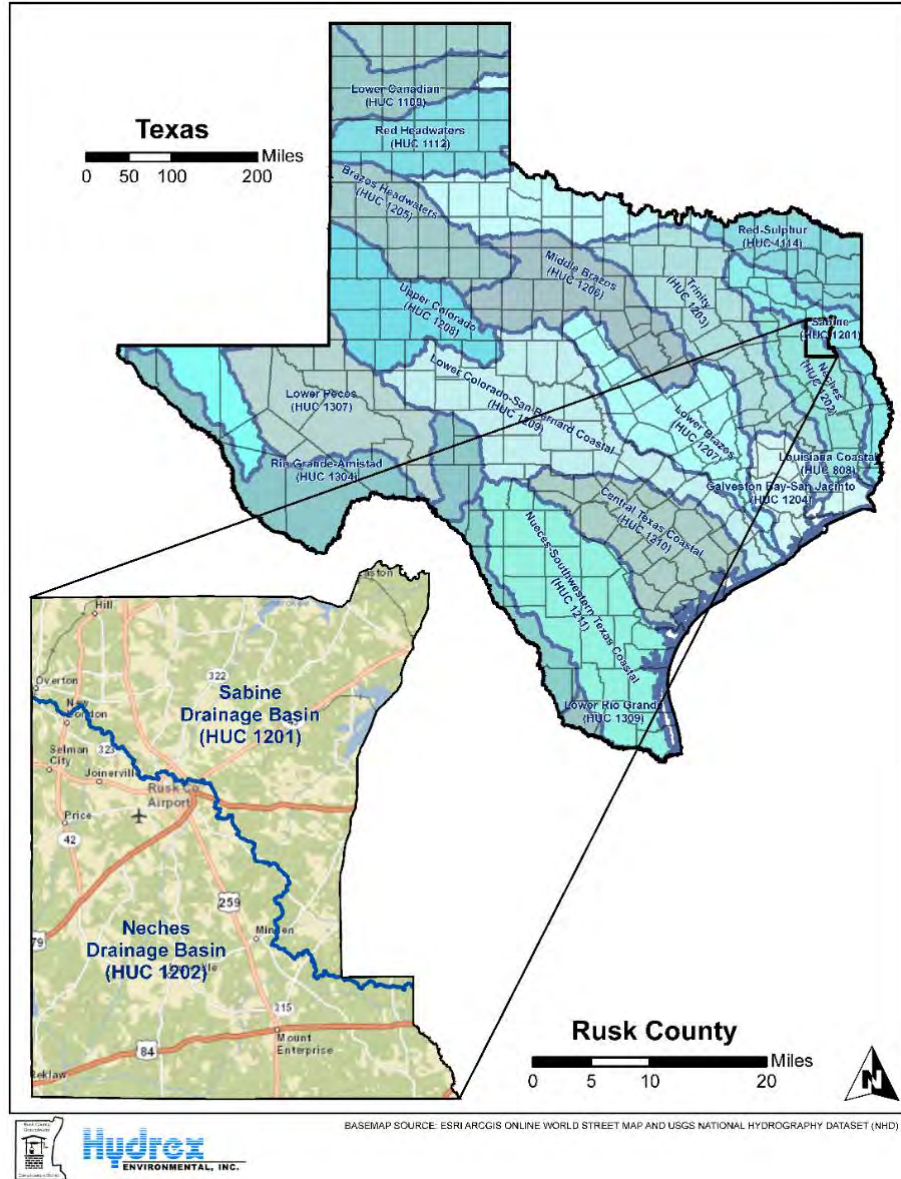 Lower Canadian
(HUC 1109)
Texas
Miles
0 50 100 200
Red Headwaters
(HUC 1112)
Brazos Headwaters
(HUC 1205)
Red-Sulphur
(HUC 1114)
Middle Brazos
(HUC 1206)
Trinity
(HUC 1203)
Upper Colorado
(HUC 1208)
Sabine
(HUC 1201)
Neches
(HUC 1202)
Lower Pecos
(HUC 1307)
Lower Colorado-San Bernard Coastal
(HUC 1209)
Lower Brazos
(HUC 1207)
Louisiana Coastal
(HUC 808)
Galveston Bay-San Jacinto
(HUC 1204)
Rio Grande-Amistad
(HUC 1304)
Central Texas Coastal
(HUC 1210)
Nueces-Southwestern Texas Coastal
(HUC 1211)
Lower Rio Grande
(HUC 1309)
Easton
Hill
322
Overton
Sabine
Drainage Basin
(HUC 1201)
New
London
323
Selman
City
Joinerville
Rusk Co
Airport
Price
42
259
Minden
Neches
Drainage Basin
(HUC 1202)
79
315
Mount
Enterprise
84
Reklaw
Rusk County
Miles
0 5 10 20
N
BASEMAP SOURCE: ESRI ARCGIS ONLINE WORLD STREET MAP AND USGS NATIONAL HYDROGRAPHY DATASET (NHD)
Rusk County
Groundwater
Hydrex
ENVIRONMENTAL, INC.